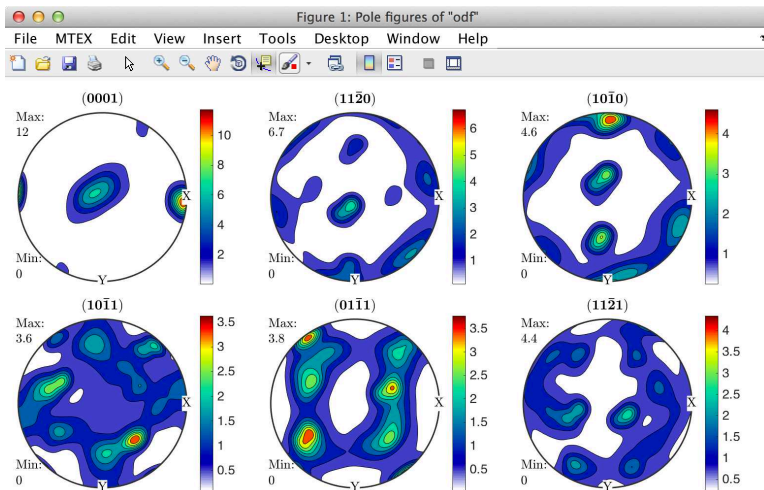 Figure 1: Pole figures of "odf"
File MTEX Edit View Insert Tools Desktop Window Help
(0001)
Max:
12
Min:
0
X
Y
10
8
6
4
2
(112̄0)
Max:
6.7
Min:
0
X
Y
6
5
4
3
2
1
(101̄0)
Max:
4.6
Min:
0
X
Y
4
3
2
1
(101̄1)
Max:
3.6
Min:
0
X
Y
3.5
3
2.5
2
1.5
1
0.5
(011̄1)
Max:
3.8
Min:
0
X
Y
3.5
3
2.5
2
1.5
1
0.5
(112̄1)
Max:
4.4
Min:
0
X
Y
4
3.5
3
2.5
2
1.5
1
0.5